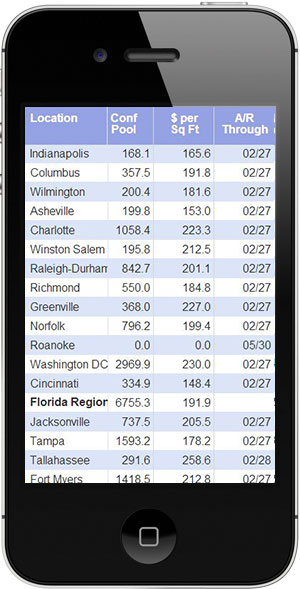 Location Conf Pool $ per Sq Ft A/R Through
Indianapolis 168.1 165.6 02/27
Columbus 357.5 191.8 02/27
Wilmington 200.4 181.6 02/27
Asheville 199.8 153.0 02/27
Charlotte 1058.4 223.3 02/27
Winston Salem 195.8 212.5 02/27
Raleigh-Durham 842.7 201.1 02/27
Richmond 550.0 184.8 02/27
Greenville 368.0 227.0 02/27
Norfolk 796.2 199.4 02/27
Roanoke 0.0 0.0 05/30
Washington DC 2969.9 230.0 02/27
Cincinnati 334.9 148.4 02/27
Florida Region 6755.3 191.9
Jacksonville 737.5 205.5 02/27
Tampa 1593.2 178.2 02/27
Tallahassee 291.6 258.6 02/28
Fort Myers 1418.5 212.8 02/27